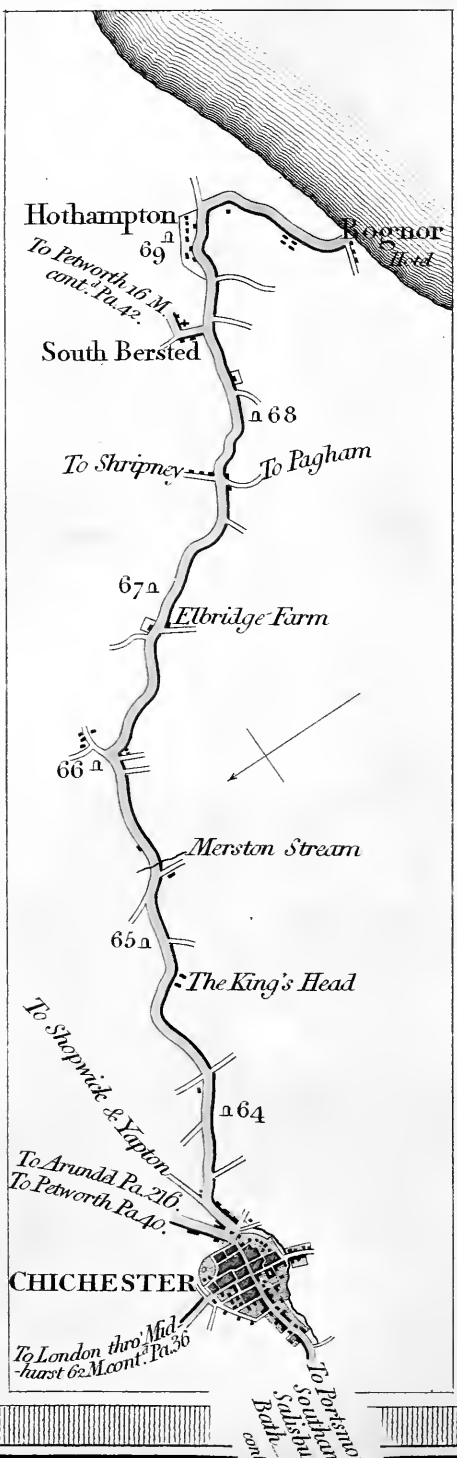 Hothampton
Bognor
Hotel
69
To Petworth 16 M.
cont.d Pa. 42.
South Bersted
68
To Shripney
To Pagham
67
Elbridge Farm
66
Merston Stream
65
The King's Head
To Shopwick & Yapton
64
To Arundel Pa. 216.
To Petworth Pa. 40.
CHICHESTER
To London thro' Mid-
-hurst 62 M. cont.d Pa. 36
To Portsmo
Southam
Salisbu
Bath
cont